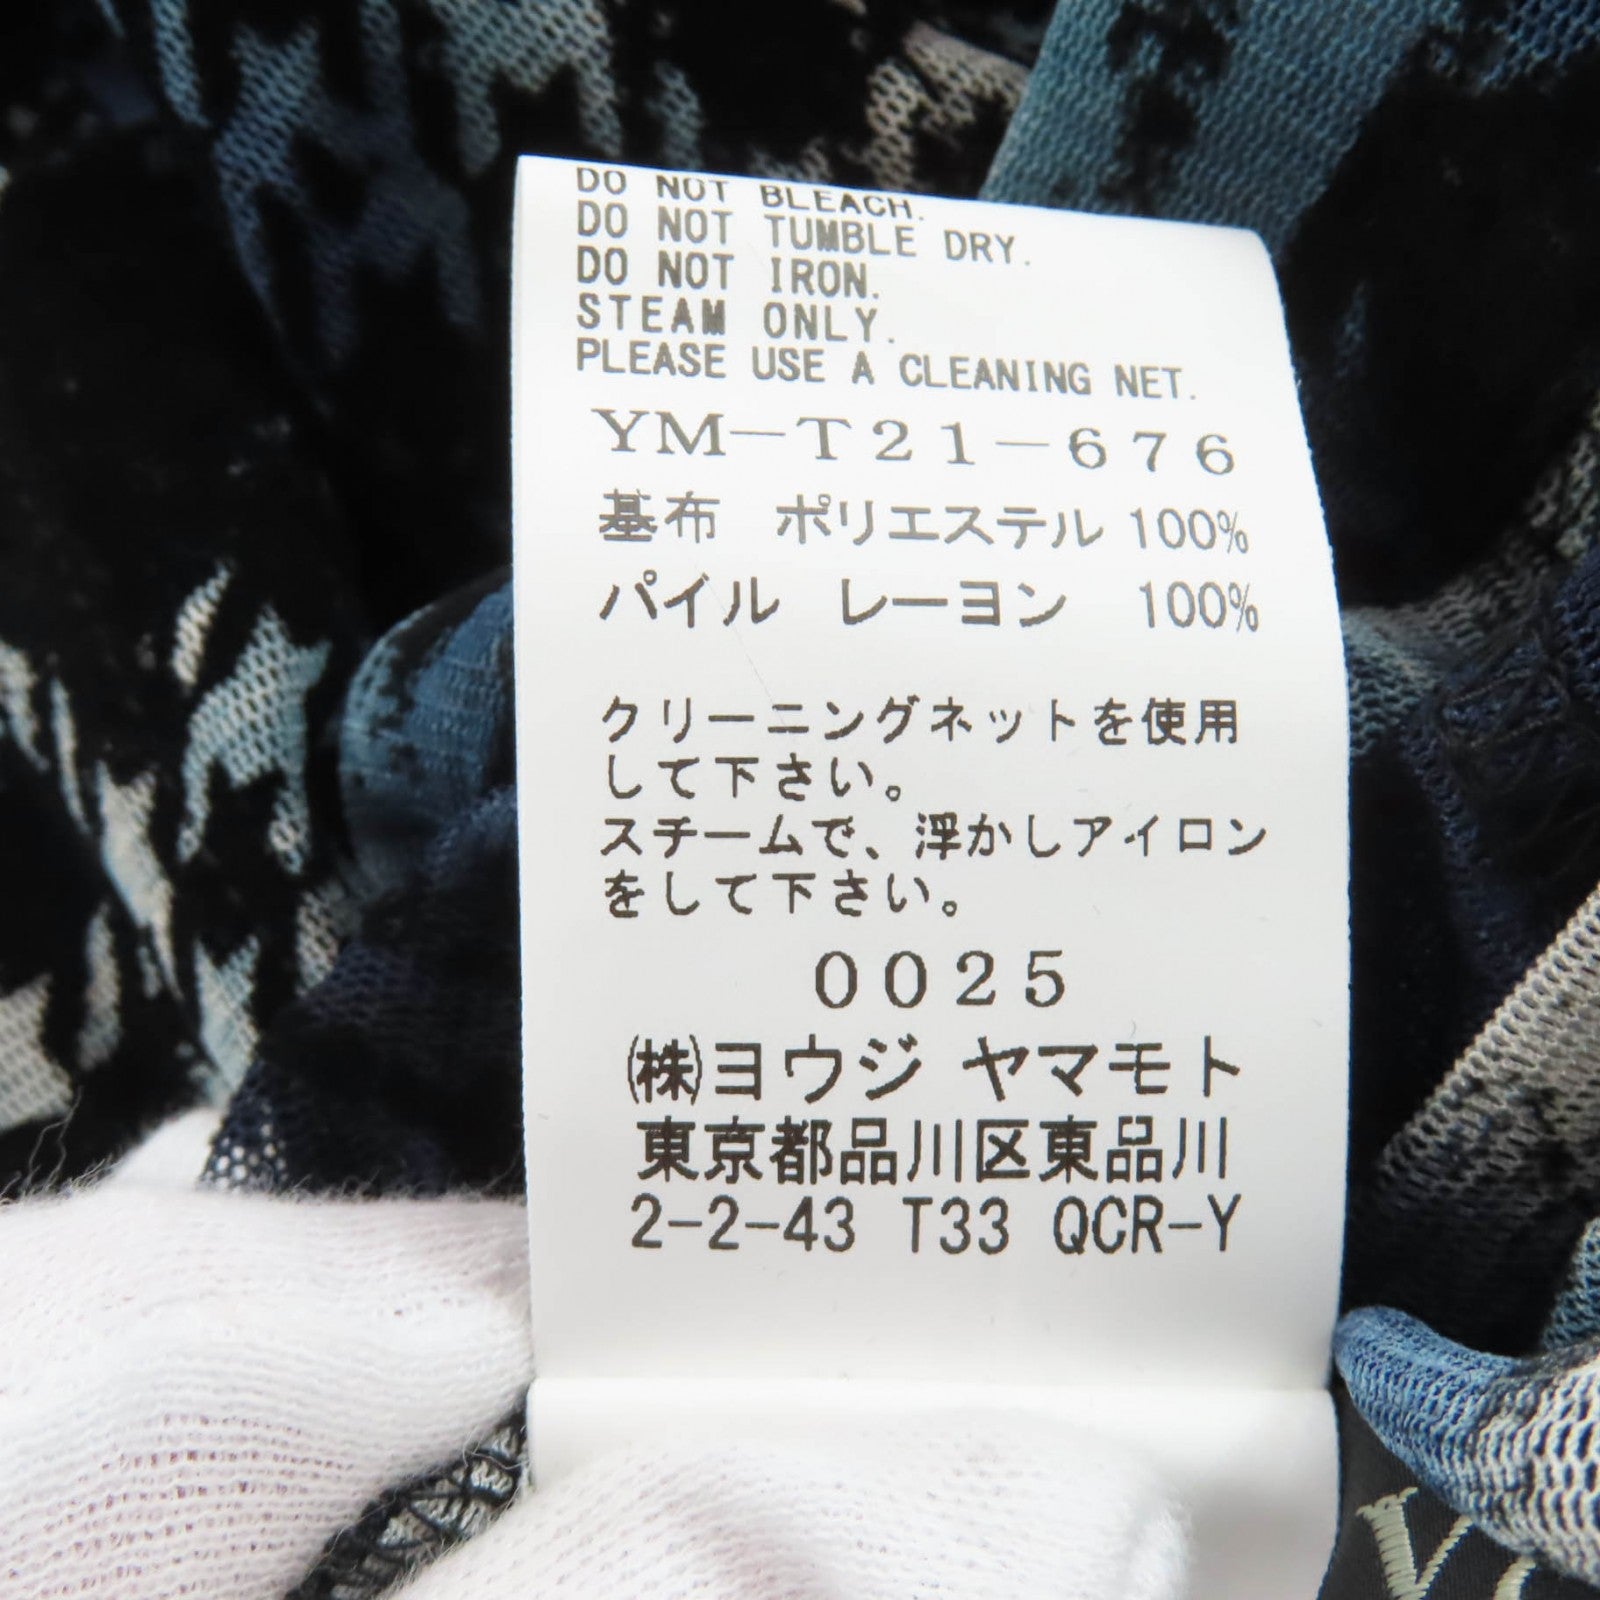 DO NOT BLEACH.
DO NOT TUMBLE DRY.
DO NOT IRON.
STEAM ONLY.
PLEASE USE A CLEANING NET.
YM-T21-676
基布 ポリエステル 100%
パイル レーヨン 100%
クリーニングネットを使用
して下さい。
スチームで、浮かしアイロン
をして下さい。
0025
㈱ヨウジ ヤマモト
東京都品川区東品川
2-2-43 T33 QCR-Y